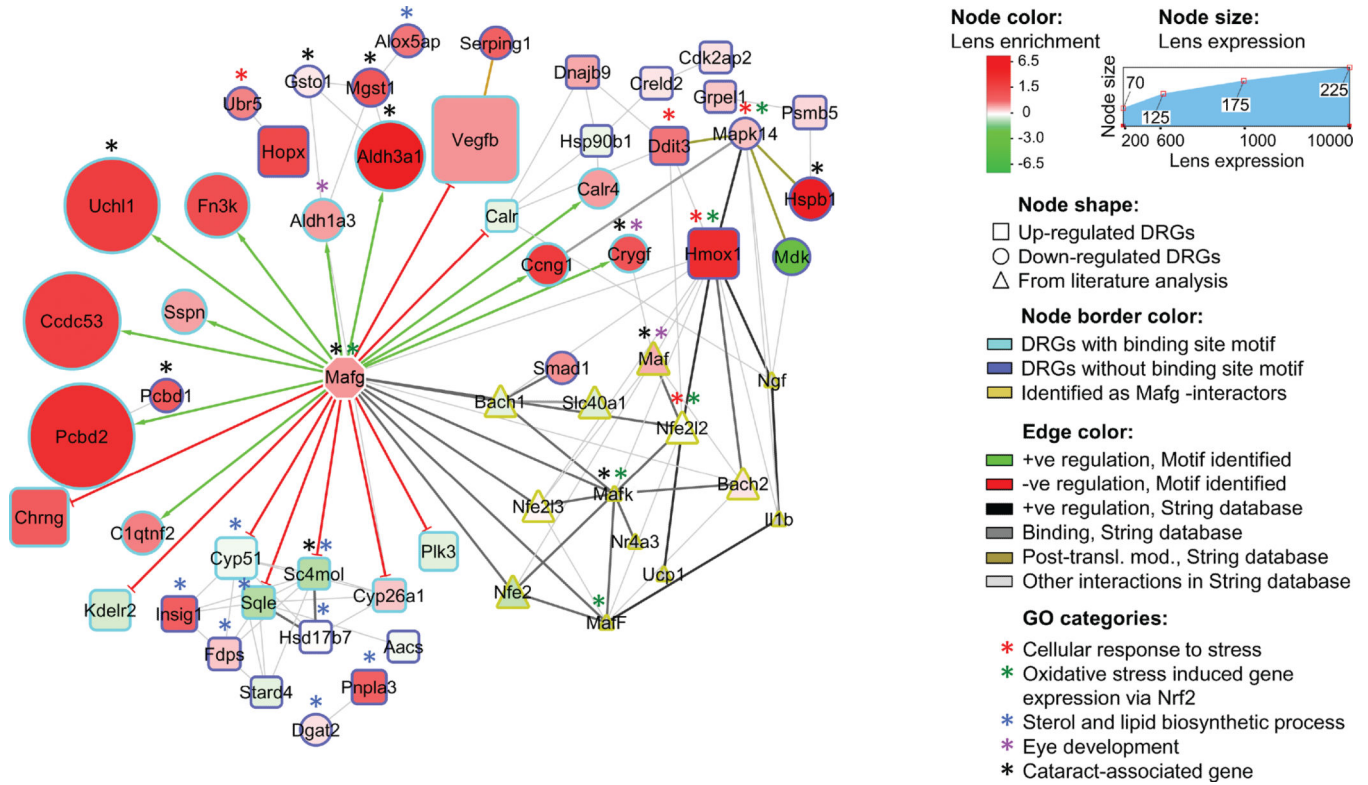 Alox5ap
Serping1
Gsto1
Mgst1
Ubr5
Hopx
Aldh3a1
Vegfb
Dnajb9
Creld2
Cdk2ap2
Grpel1
Psmb5
Mapk14
Hsp90b1
Ddit3
Hspb1
Uchl1
Fn3k
Aldh1a3
Calr
Calr4
Ccng1
Crygf
Hmox1
Mdk
Ccdc53
Sspn
Mafg
Smad1
Maf
Ngf
Pcbd1
Bach1
Slc40a1
Nfe2l2
Pcbd2
Mafk
Bach2
Chrng
C1qtnf2
Nfe2l3
Il1b
Nr4a3
Cyp51
Sc4mol
Plk3
Ucp1
Kdelr2
Insig1
Sqle
Cyp26a1
Nfe2
MafF
Hsd17b7
Fdps
Aacs
Stard4
Pnpla3
Dgat2
Node color:
Lens enrichment
6.5
3.0
0
-3.0
-6.5
Node size:
Lens expression
Node size
70
125
175
225
200 600 1000 10000
Lens expression
Node shape:
Up-regulated DRGs
Down-regulated DRGs
From literature analysis
Node border color:
DRGs with binding site motif
DRGs without binding site motif
Identified as Mafg -interactors
Edge color:
+ve regulation, Motif identified
-ve regulation, Motif identified
+ve regulation, String database
Binding, String database
Post-transl. mod., String database
Other interactions in String database
GO categories:
* Cellular response to stress
* Oxidative stress induced gene
expression via Nrf2
* Sterol and lipid biosynthetic process
* Eye development
* Cataract-associated gene